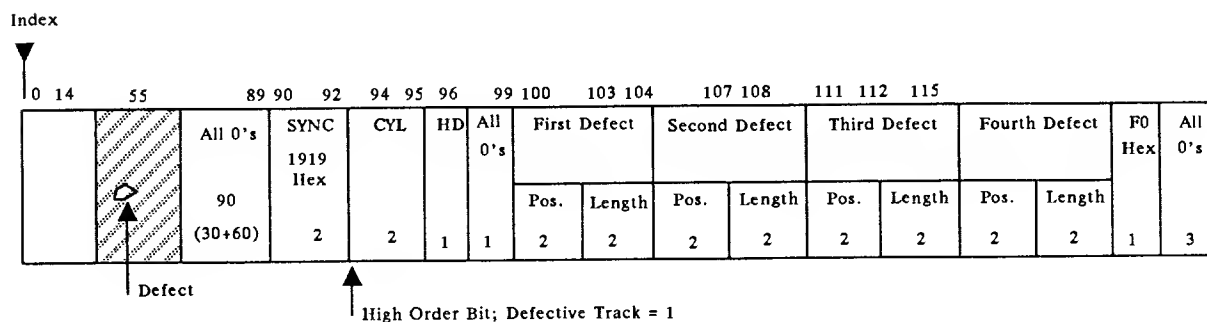 Index
0 14 55 89 90 92 94 95 96 99 100 103 104 107 108 111 112 115
All 0's SYNC CYL HD All 0's First Defect Second Defect Third Defect Fourth Defect F0 Hex All 0's
1919 Hex
90 Pos. Length Pos. Length Pos. Length Pos. Length
(30+60) 2 2 1 1 2 2 2 2 2 2 2 2 1 3
Defect
High Order Bit; Defective Track = 1